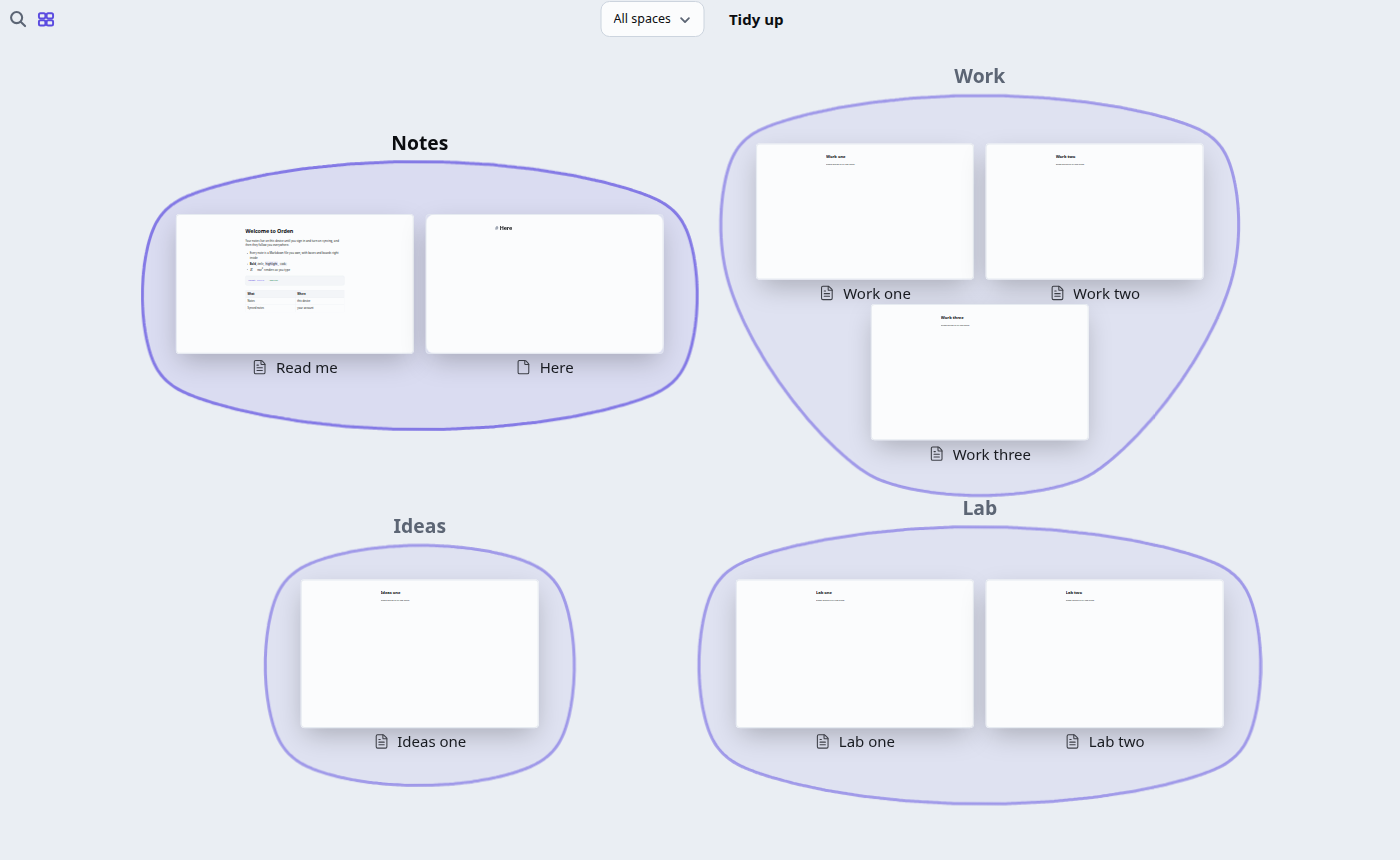 All spaces
Tidy up
Notes
Work
Welcome to Orden
# Here
Read me
Here
Work one
Work two
Work one
Work two
Work three
Work three
Ideas
Lab
Ideas one
Lab one
Lab two
Ideas one
Lab one
Lab two